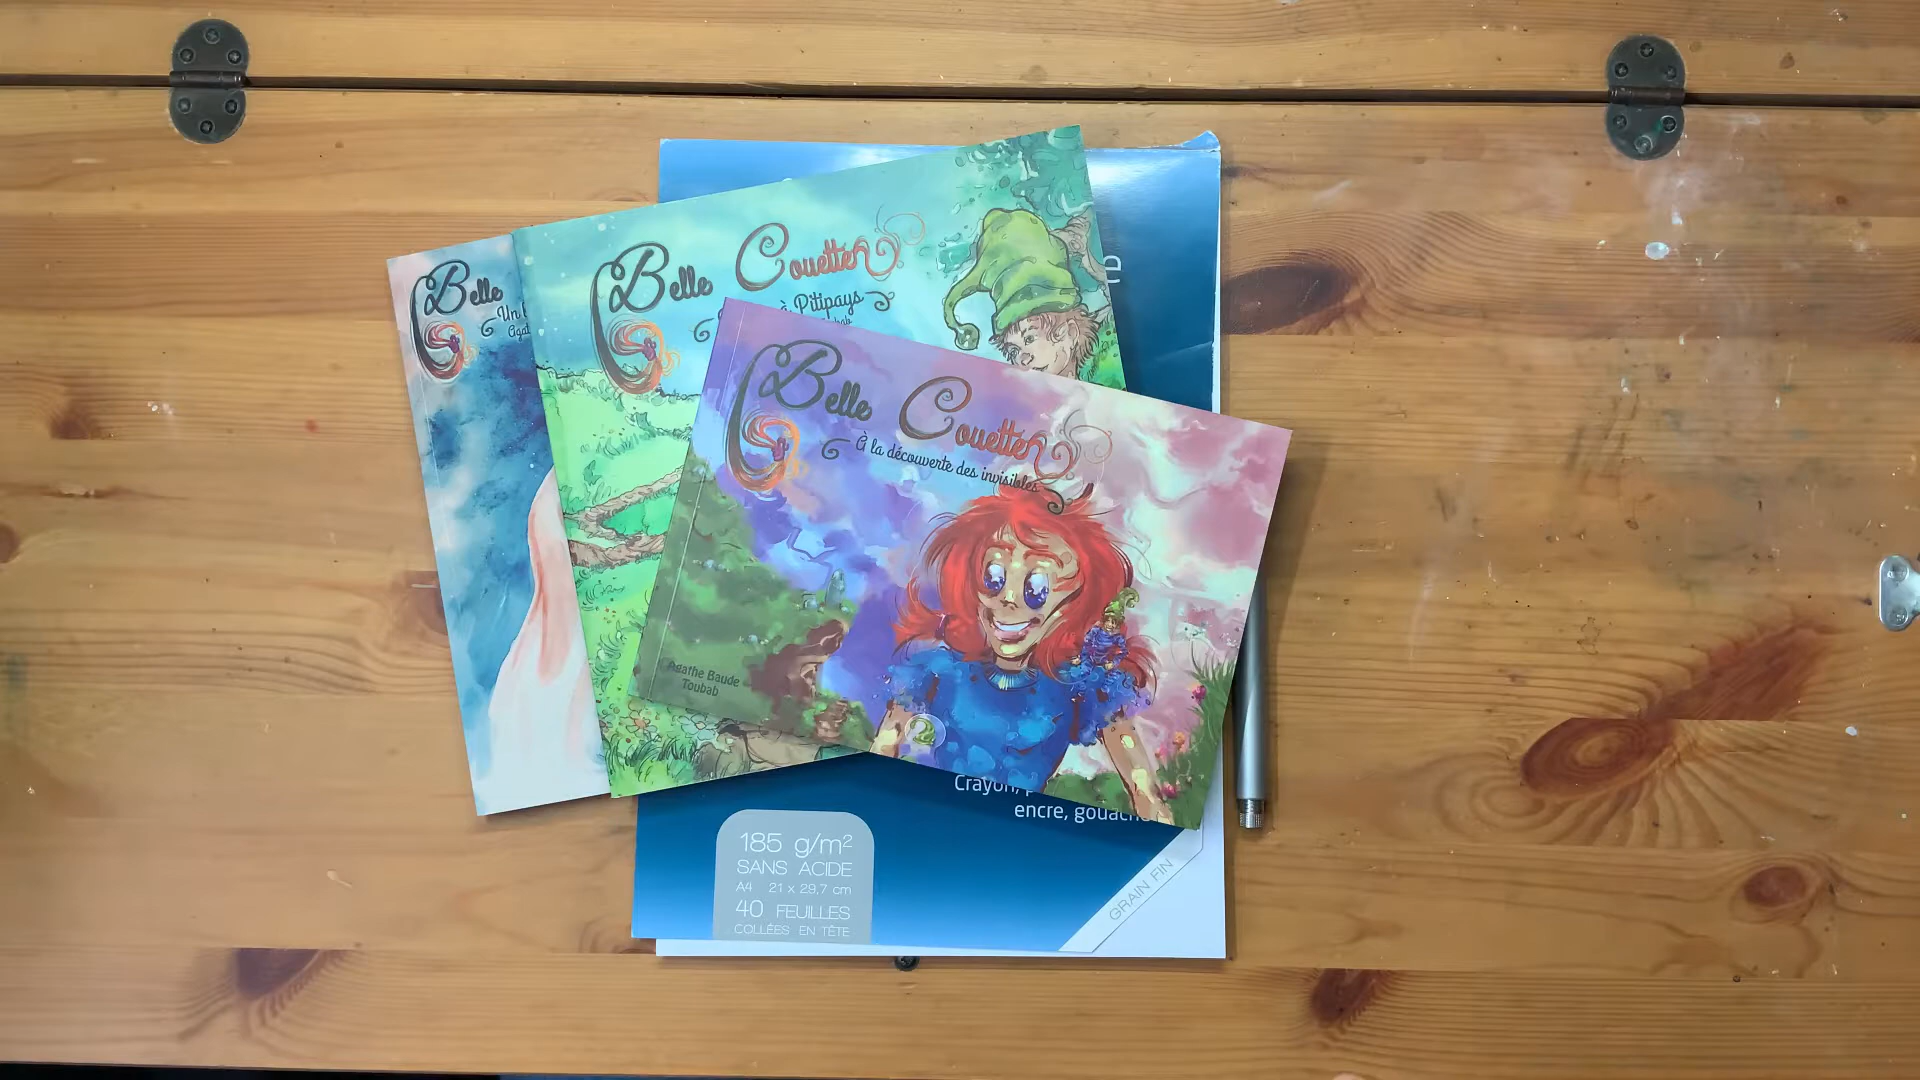 Belle
Belle Couette
à Pitipays
Belle Couette
À la découverte des invisibles
Agathe Baude
Toubab
2
Crayon,
encre, gouache
185 g/m²
SANS ACIDE
A4 21 x 29,7 cm
40 FEUILLES
COLLÉES EN TÊTE
GRAIN FIN